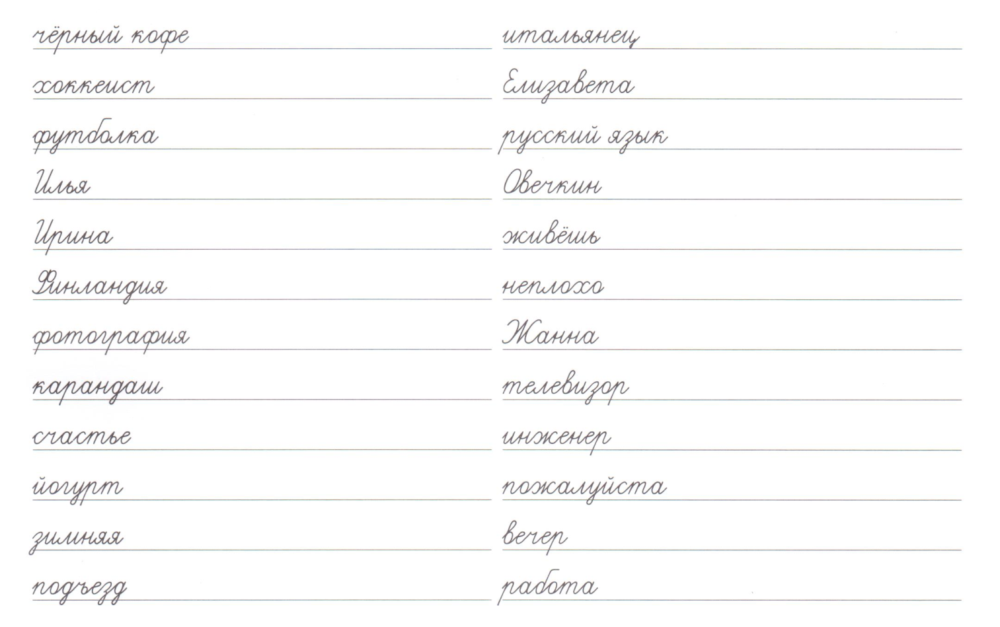 чёрный кофе
хоккеист
футболка
Илья
Ирина
Финландия
фотография
карандаш
счастье
йогурт
зимняя
подъезд
итальянец
Елизавета
русский язык
Овечкин
живёшь
неплохо
Жанна
телевизор
инженер
пожалуйста
вечер
работа